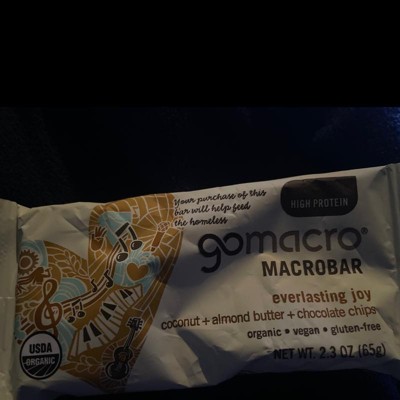 Your purchase of this
bar will help feed
the homeless
HIGH PROTEIN
gomacro®
MACROBAR
everlasting joy
coconut + almond butter + chocolate chips
organic • vegan • gluten-free
NET WT. 2.3 OZ (65g)
USDA
ORGANIC